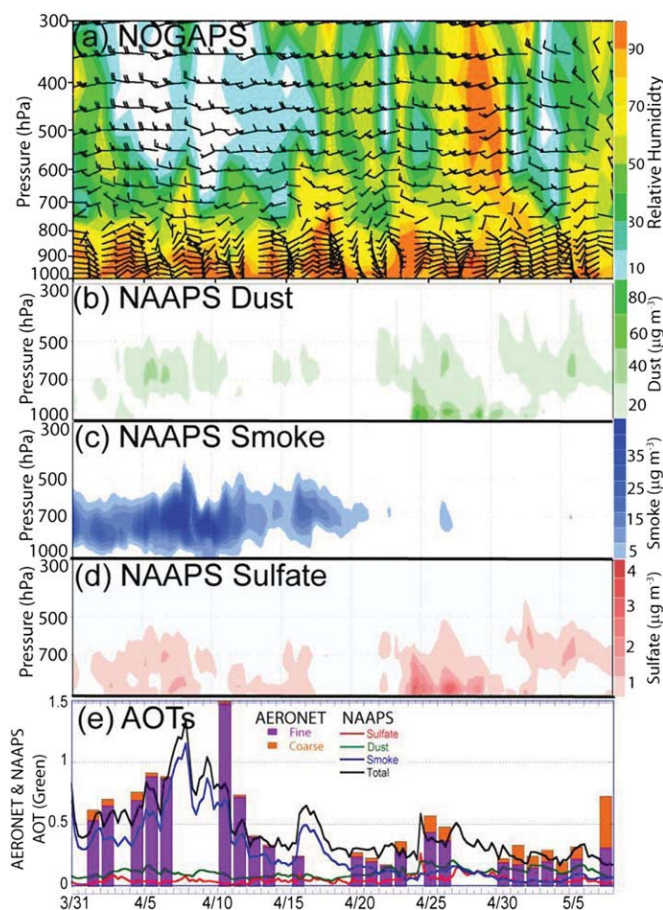 (a) NOGAPS
Pressure (hPa)
300
400
500
600
700
800
900
1000
Relative Humididty
90
70
50
30
10
(b) NAAPS Dust
Pressure (hPa)
300
500
700
1000
Dust (µg m⁻³)
80
60
40
20
(c) NAAPS Smoke
Pressure (hPa)
300
500
700
1000
Smoke (µg m⁻³)
35
25
15
5
(d) NAAPS Sulfate
Pressure (hPa)
300
500
700
Sulfate (µg m⁻³)
4
3
2
1
(e) AOTs
AERONET & NAAPS
AOT (Green)
1.5
1
0.5
0
AERONET
Fine
Coarse
NAAPS
Sulfate
Dust
Smoke
Total
3/31 4/5 4/10 4/15 4/20 4/25 4/30 5/5